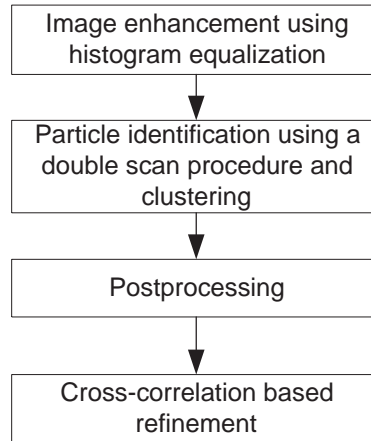 Image enhancement using
histogram equalization
Particle identification using a
double scan procedure and
clustering
Postprocessing
Cross-correlation based
refinement